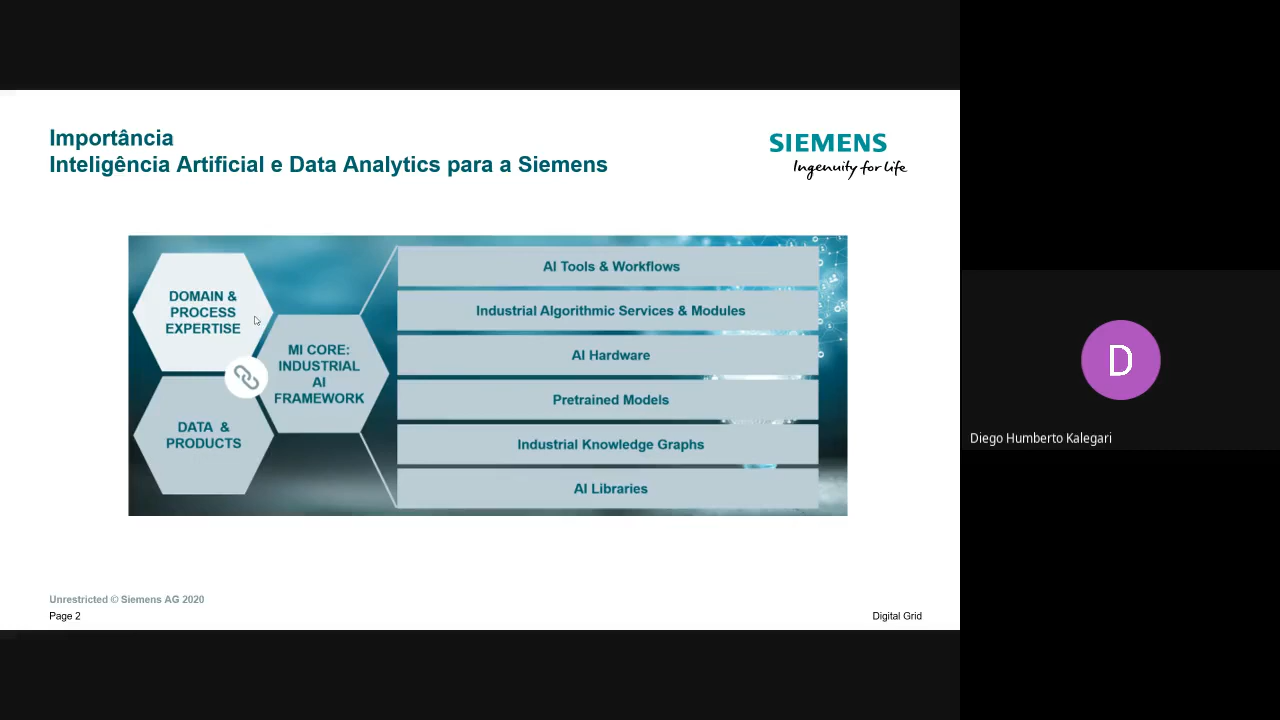 Importância
Inteligência Artificial e Data Analytics para a Siemens
SIEMENS
Ingenuity for life
DOMAIN &
PROCESS
EXPERTISE
MI CORE:
INDUSTRIAL
AI
FRAMEWORK
DATA &
PRODUCTS
AI Tools & Workflows
Industrial Algorithmic Services & Modules
AI Hardware
Pretrained Models
Industrial Knowledge Graphs
AI Libraries
Unrestricted © Siemens AG 2020
Page 2
Digital Grid
D
Diego Humberto Kalegari